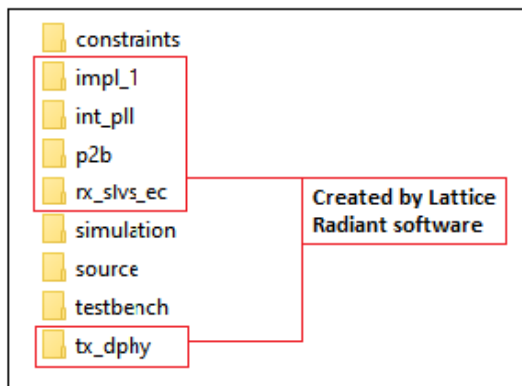 constraints
impl_1
int_pll
p2b
rx_slvs_ec
simulation
source
testbench
tx_dphy
Created by Lattice
Radiant software